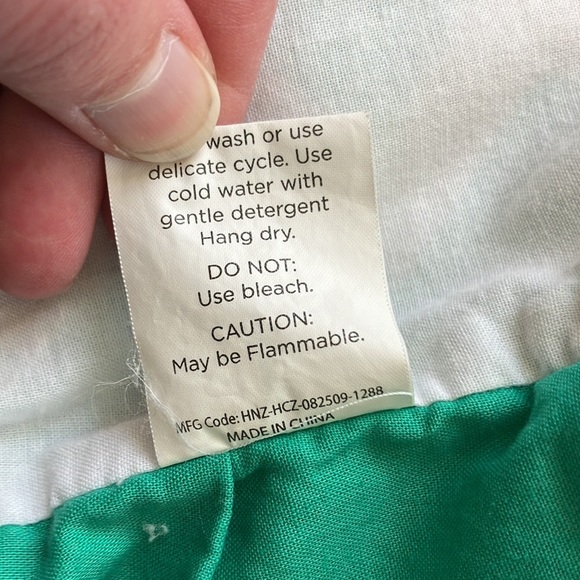 wash or use
delicate cycle. Use
cold water with
gentle detergent
Hang dry.
DO NOT:
Use bleach.
CAUTION:
May be Flammable.
MFG Code: HNZ-HCZ-082509-1288
MADE IN CHINA